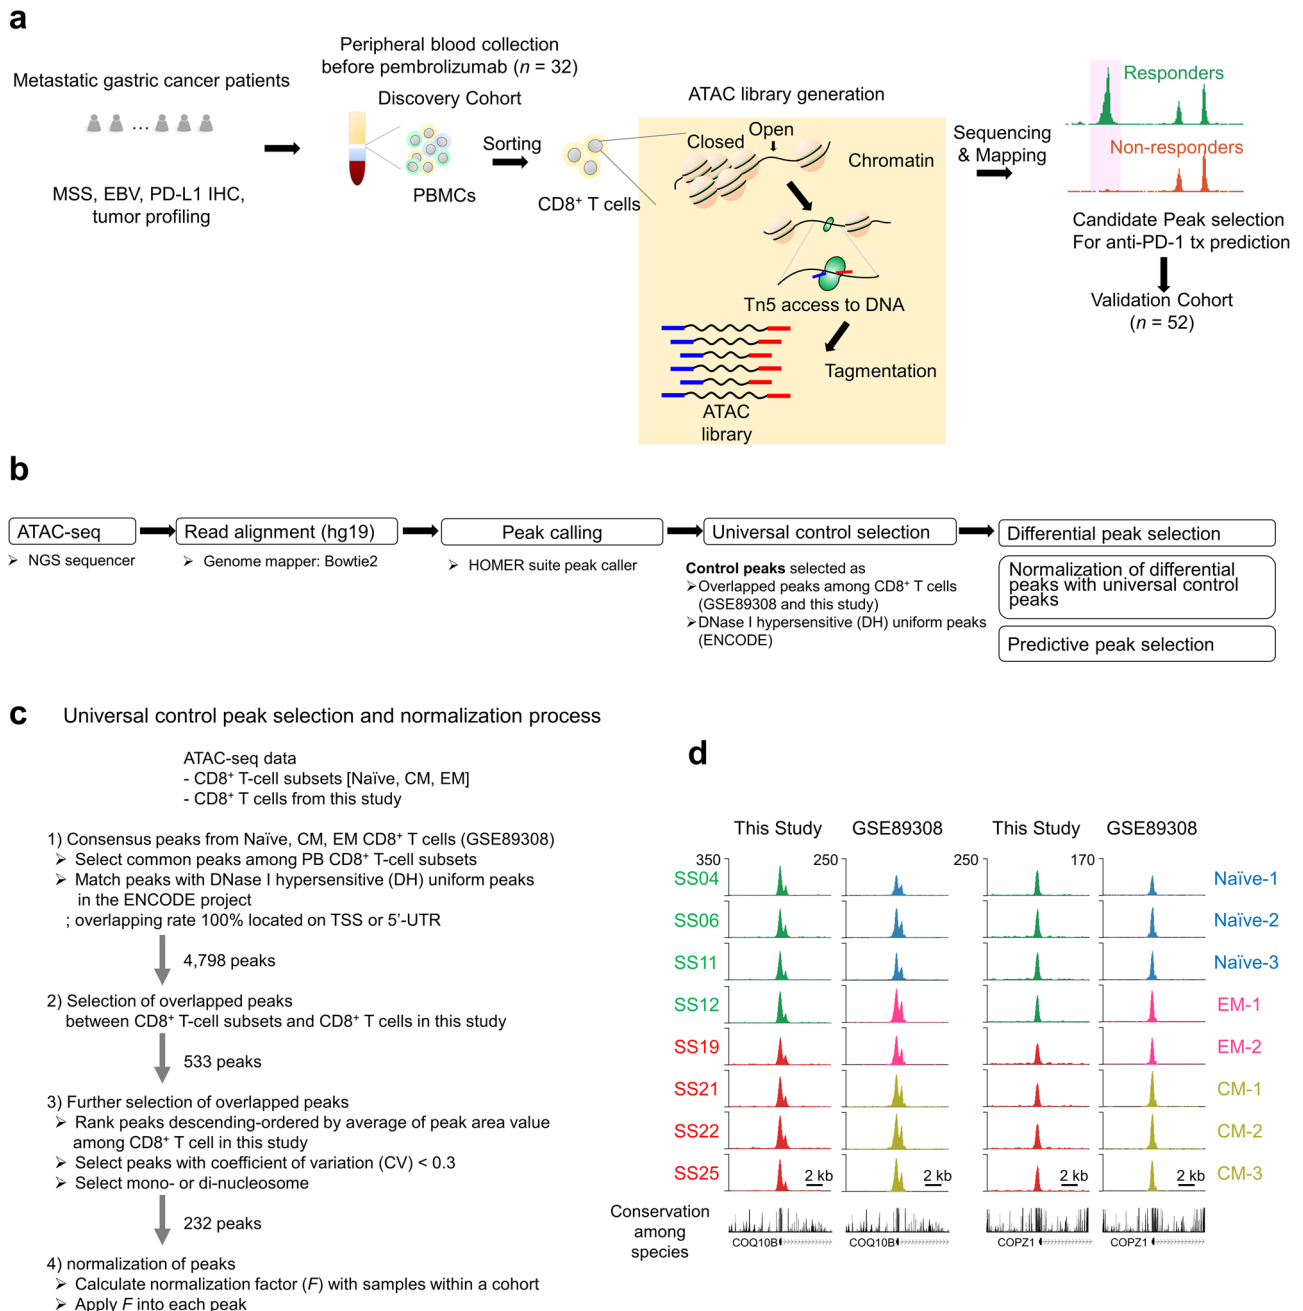 a
Metastatic gastric cancer patients
...
MSS, EBV, PD-L1 IHC,
tumor profiling
Peripheral blood collection
before pembrolizumab (n = 32)
Discovery Cohort
PBMCs
Sorting
CD8+ T cells
ATAC library generation
Closed
Open
Chromatin
Tn5 access to DNA
Tagmentation
ATAC
library
Sequencing
& Mapping
Responders
Non-responders
Candidate Peak selection
For anti-PD-1 tx prediction
Validation Cohort
(n = 52)
b
ATAC-seq
➢ NGS sequencer
Read alignment (hg19)
➢ Genome mapper: Bowtie2
Peak calling
➢ HOMER suite peak caller
Universal control selection
Control peaks selected as
➢Overlapped peaks among CD8+ T cells
(GSE89308 and this study)
➢DNase I hypersensitive (DH) uniform peaks
(ENCODE)
Differential peak selection
Normalization of differential
peaks with universal control
peaks
Predictive peak selection
c
Universal control peak selection and normalization process
ATAC-seq data
- CD8+ T-cell subsets [Naïve, CM, EM]
- CD8+ T cells from this study
1) Consensus peaks from Naïve, CM, EM CD8+ T cells (GSE89308)
➢ Select common peaks among PB CD8+ T-cell subsets
➢ Match peaks with DNase I hypersensitive (DH) uniform peaks
in the ENCODE project
; overlapping rate 100% located on TSS or 5'-UTR
4,798 peaks
2) Selection of overlapped peaks
between CD8+ T-cell subsets and CD8+ T cells in this study
533 peaks
3) Further selection of overlapped peaks
➢ Rank peaks descending-ordered by average of peak area value
among CD8+ T cell in this study
➢ Select peaks with coefficient of variation (CV) < 0.3
➢ Select mono- or di-nucleosome
232 peaks
4) normalization of peaks
➢ Calculate normalization factor (F) with samples within a cohort
➢ Apply F into each peak
d
This Study GSE89308 This Study GSE89308
350 250 250 170
SS04 Naïve-1
SS06 Naïve-2
SS11 Naïve-3
SS12 EM-1
SS19 EM-2
SS21 CM-1
SS22 CM-2
SS25 2 kb 2 kb 2 kb 2 kb CM-3
Conservation
among
species
COQ10B COQ10B COPZ1 COPZ1